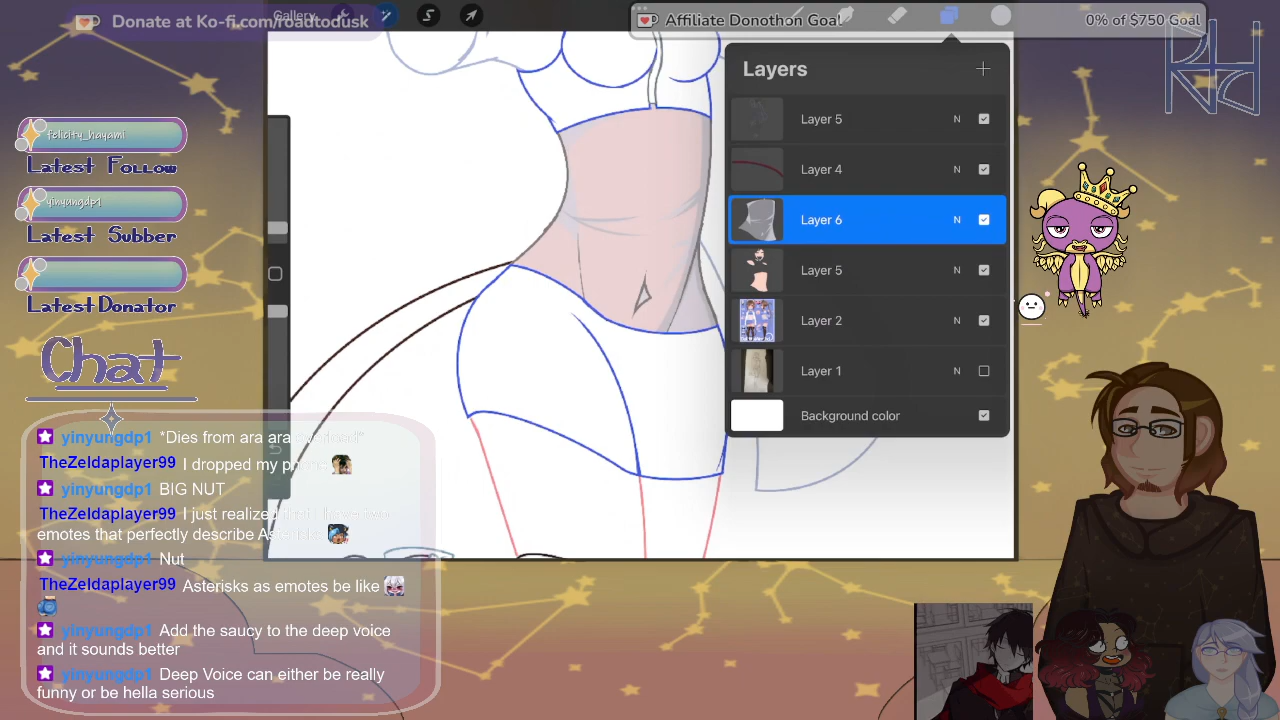 Donate at Ko-fi.com/roadtodusk
Gallery
Affiliate Donothon Goal
0% of $750 Goal
Layers
Layer 5
N
Layer 4
N
Layer 6
N
Layer 5
N
Layer 2
N
Layer 1
N
Background color
felicity_hayami
Latest Follow
yinyungdp1
Latest Subber
Latest Donator
Chat
yinyungdp1 *Dies from ara ara overload*
TheZeldaplayer99 I dropped my phone
yinyungdp1 BIG NUT
TheZeldaplayer99 I just realized that I have two
emotes that perfectly describe Asterisks
yinyungdp1 Nut
TheZeldaplayer99 Asterisks as emotes be like
yinyungdp1 Add the saucy to the deep voice
and it sounds better
yinyungdp1 Deep Voice can either be really
funny or be hella serious